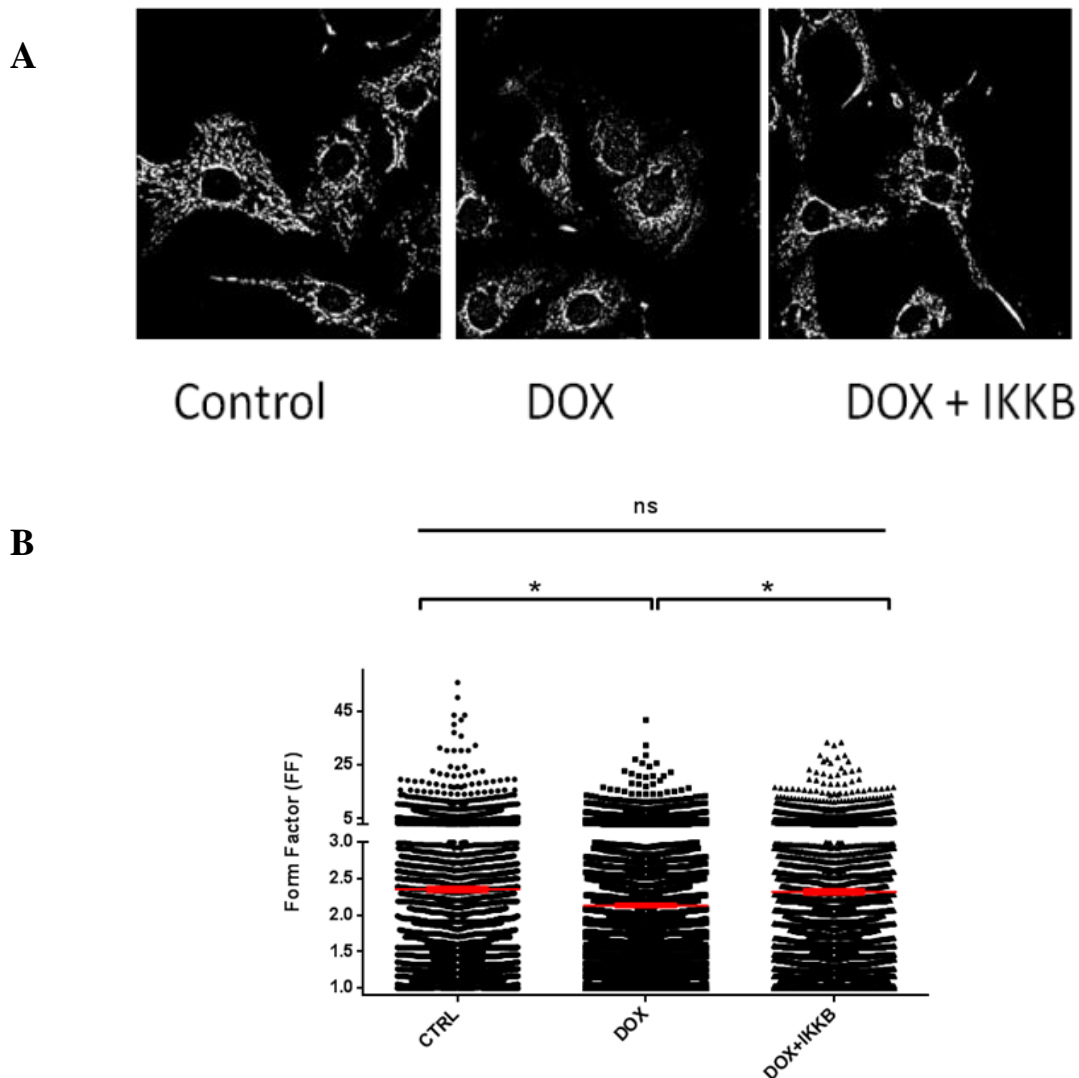 A
Control DOX DOX + IKKB
B
ns
* *
Form Factor (FF)
45
25
5
3.0
2.5
2.0
1.5
1.0
CTRL DOX DOX+IKKB